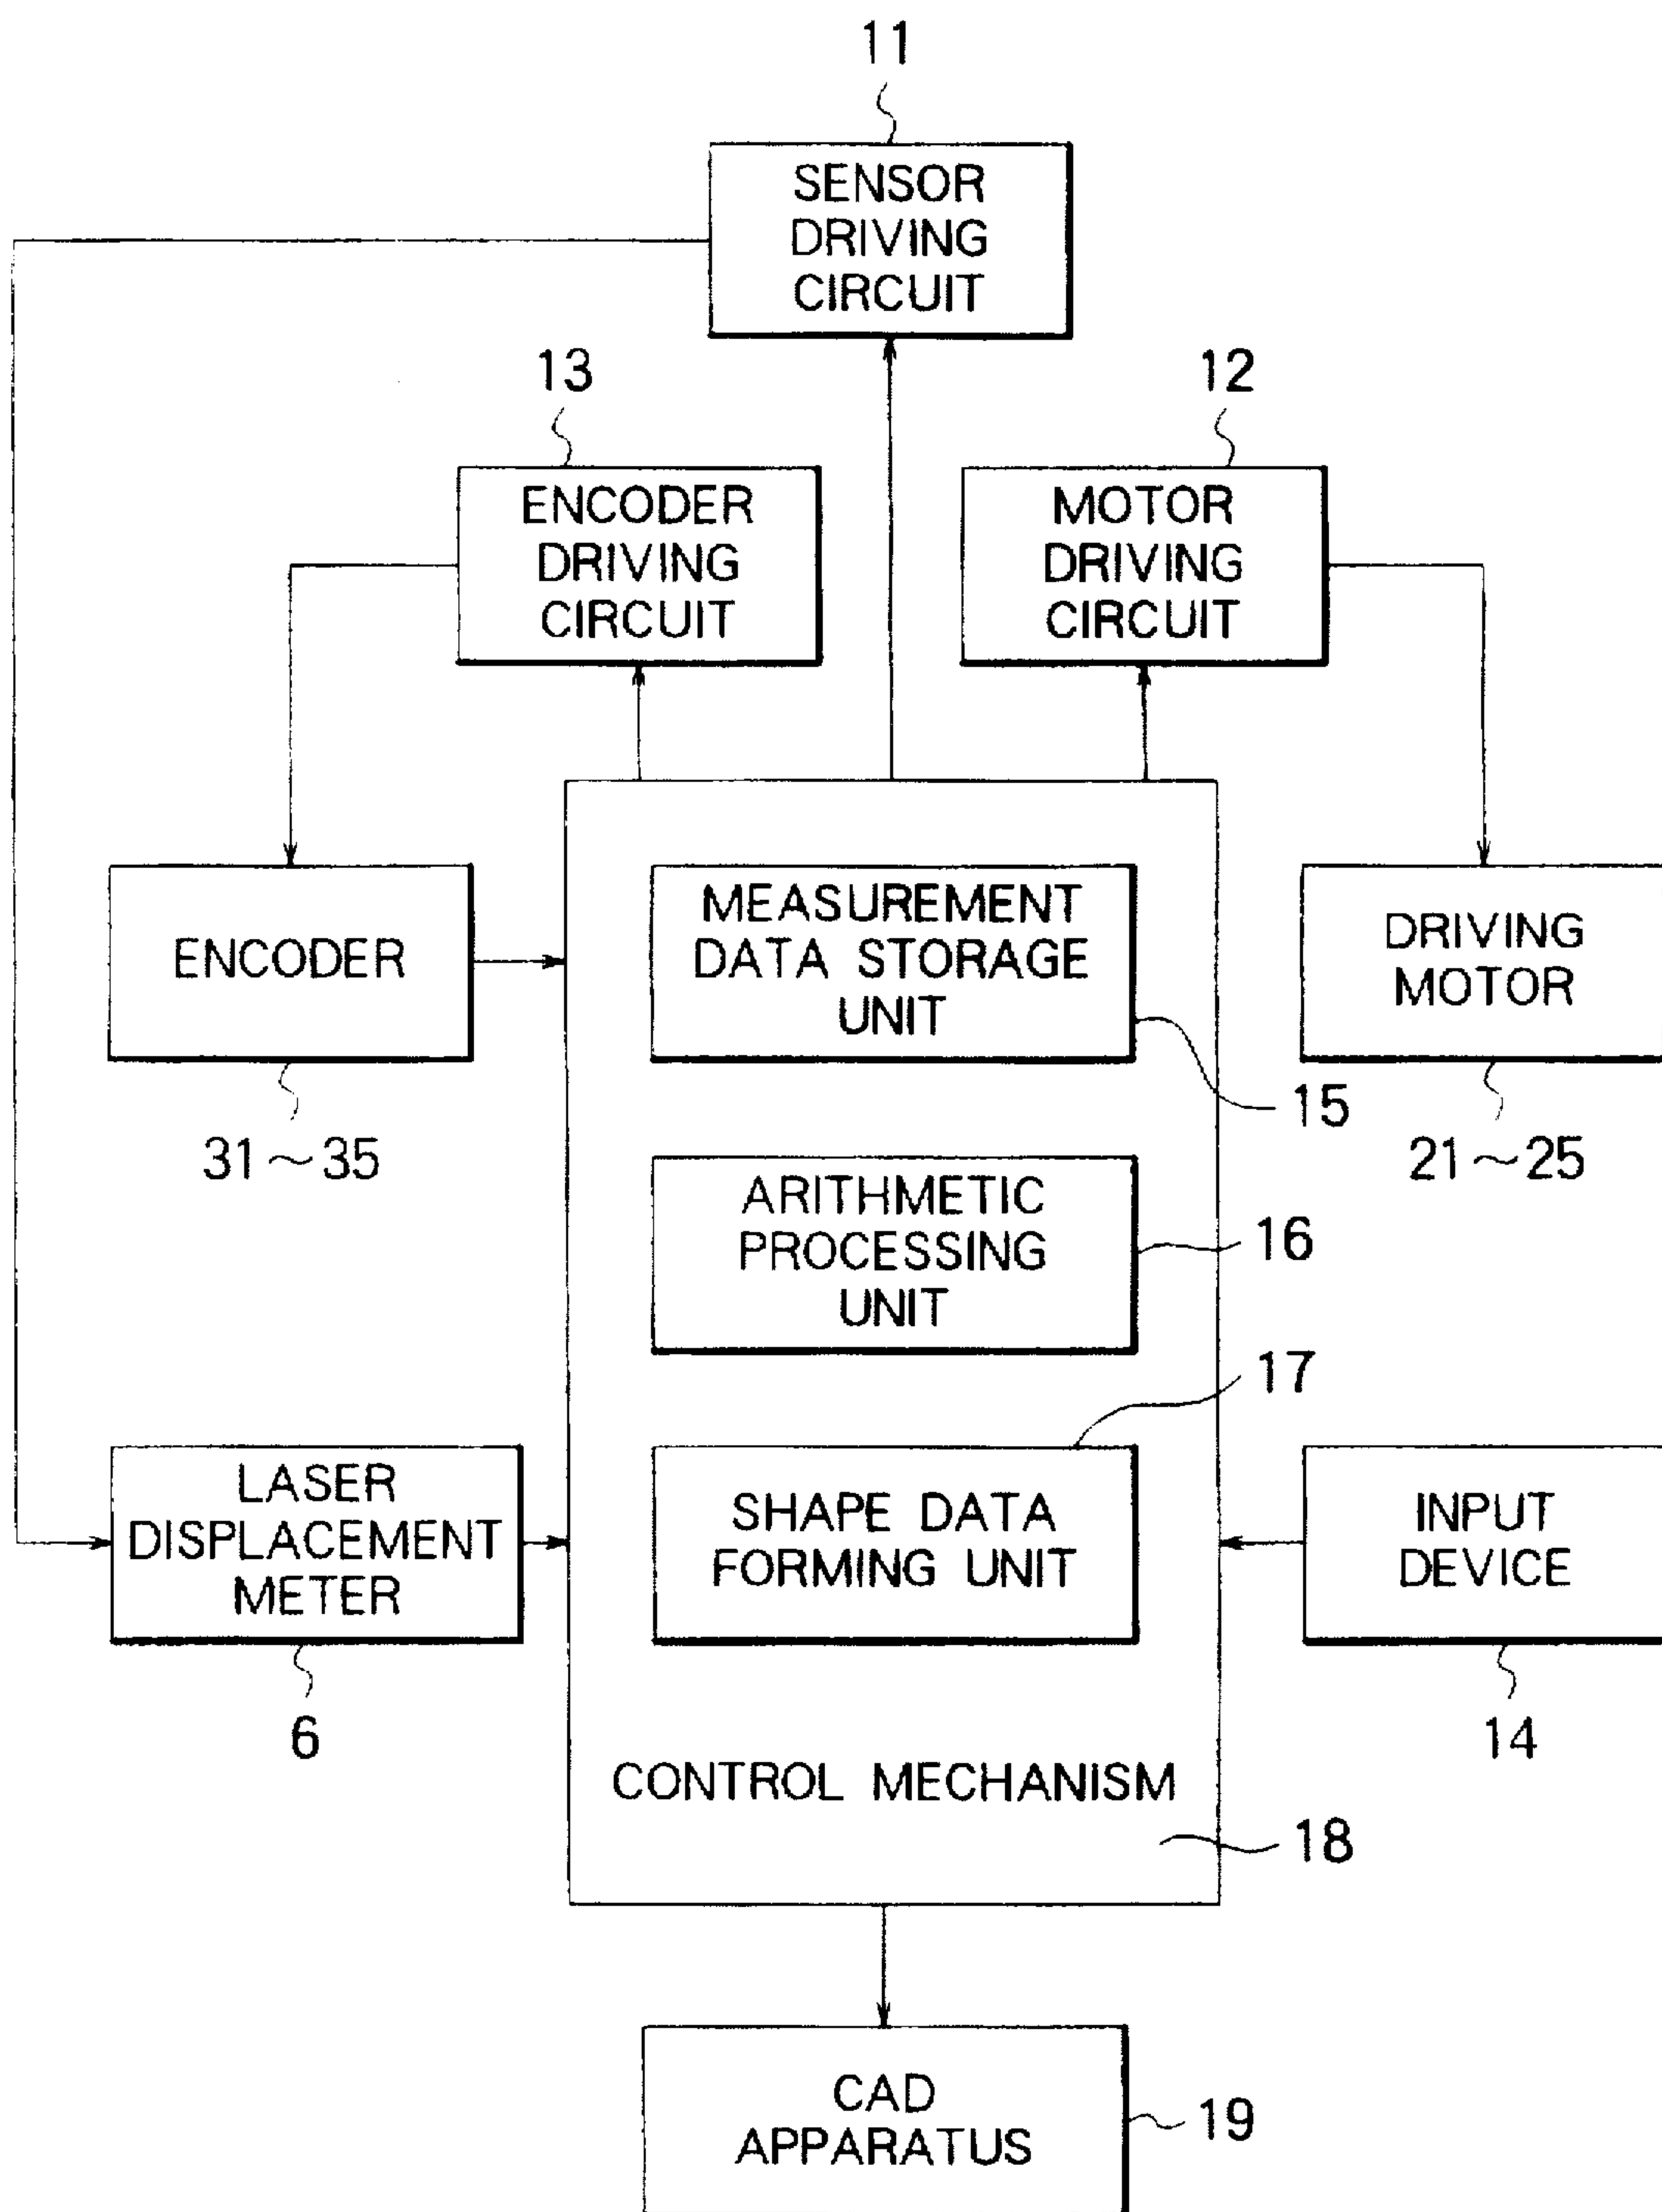 11
SENSOR
DRIVING
CIRCUIT
13
12
ENCODER
DRIVING
CIRCUIT
MOTOR
DRIVING
CIRCUIT
ENCODER
31～35
MEASUREMENT
DATA STORAGE
UNIT
15
DRIVING
MOTOR
21～25
ARITHMETIC
PROCESSING
UNIT
16
17
LASER
DISPLACEMENT
METER
6
SHAPE DATA
FORMING UNIT
INPUT
DEVICE
14
CONTROL MECHANISM
18
CAD
APPARATUS
19